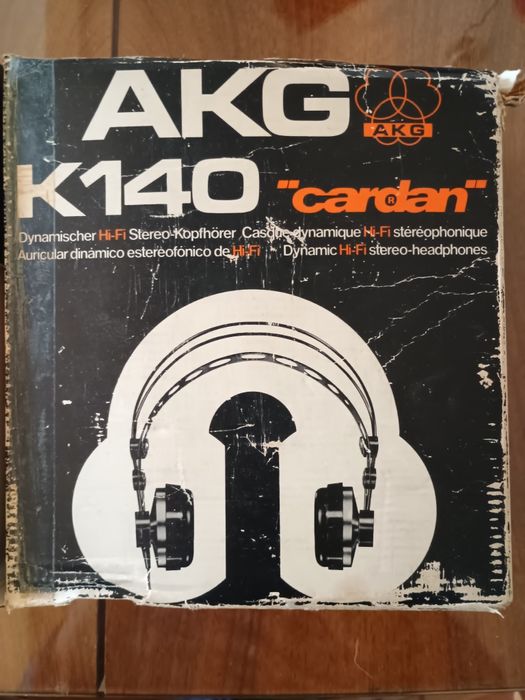 AKG
AKG
K140 "cardan"
®
Dynamischer Hi-Fi Stereo-Kopfhörer Casque dynamique Hi-Fi stéréophonique
Auricular dinámico estereofónico de Hi-Fi Dynamic Hi-Fi stereo-headphones